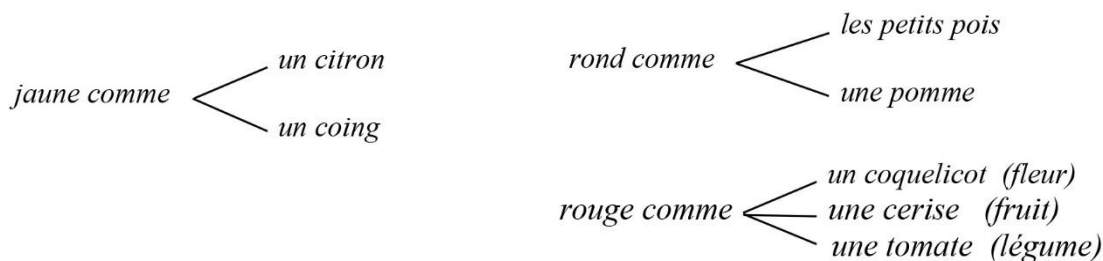 jaune comme
un citron
un coing
rond comme
les petits pois
une pomme
rouge comme
un coquelicot (fleur)
une cerise (fruit)
une tomate (légume)